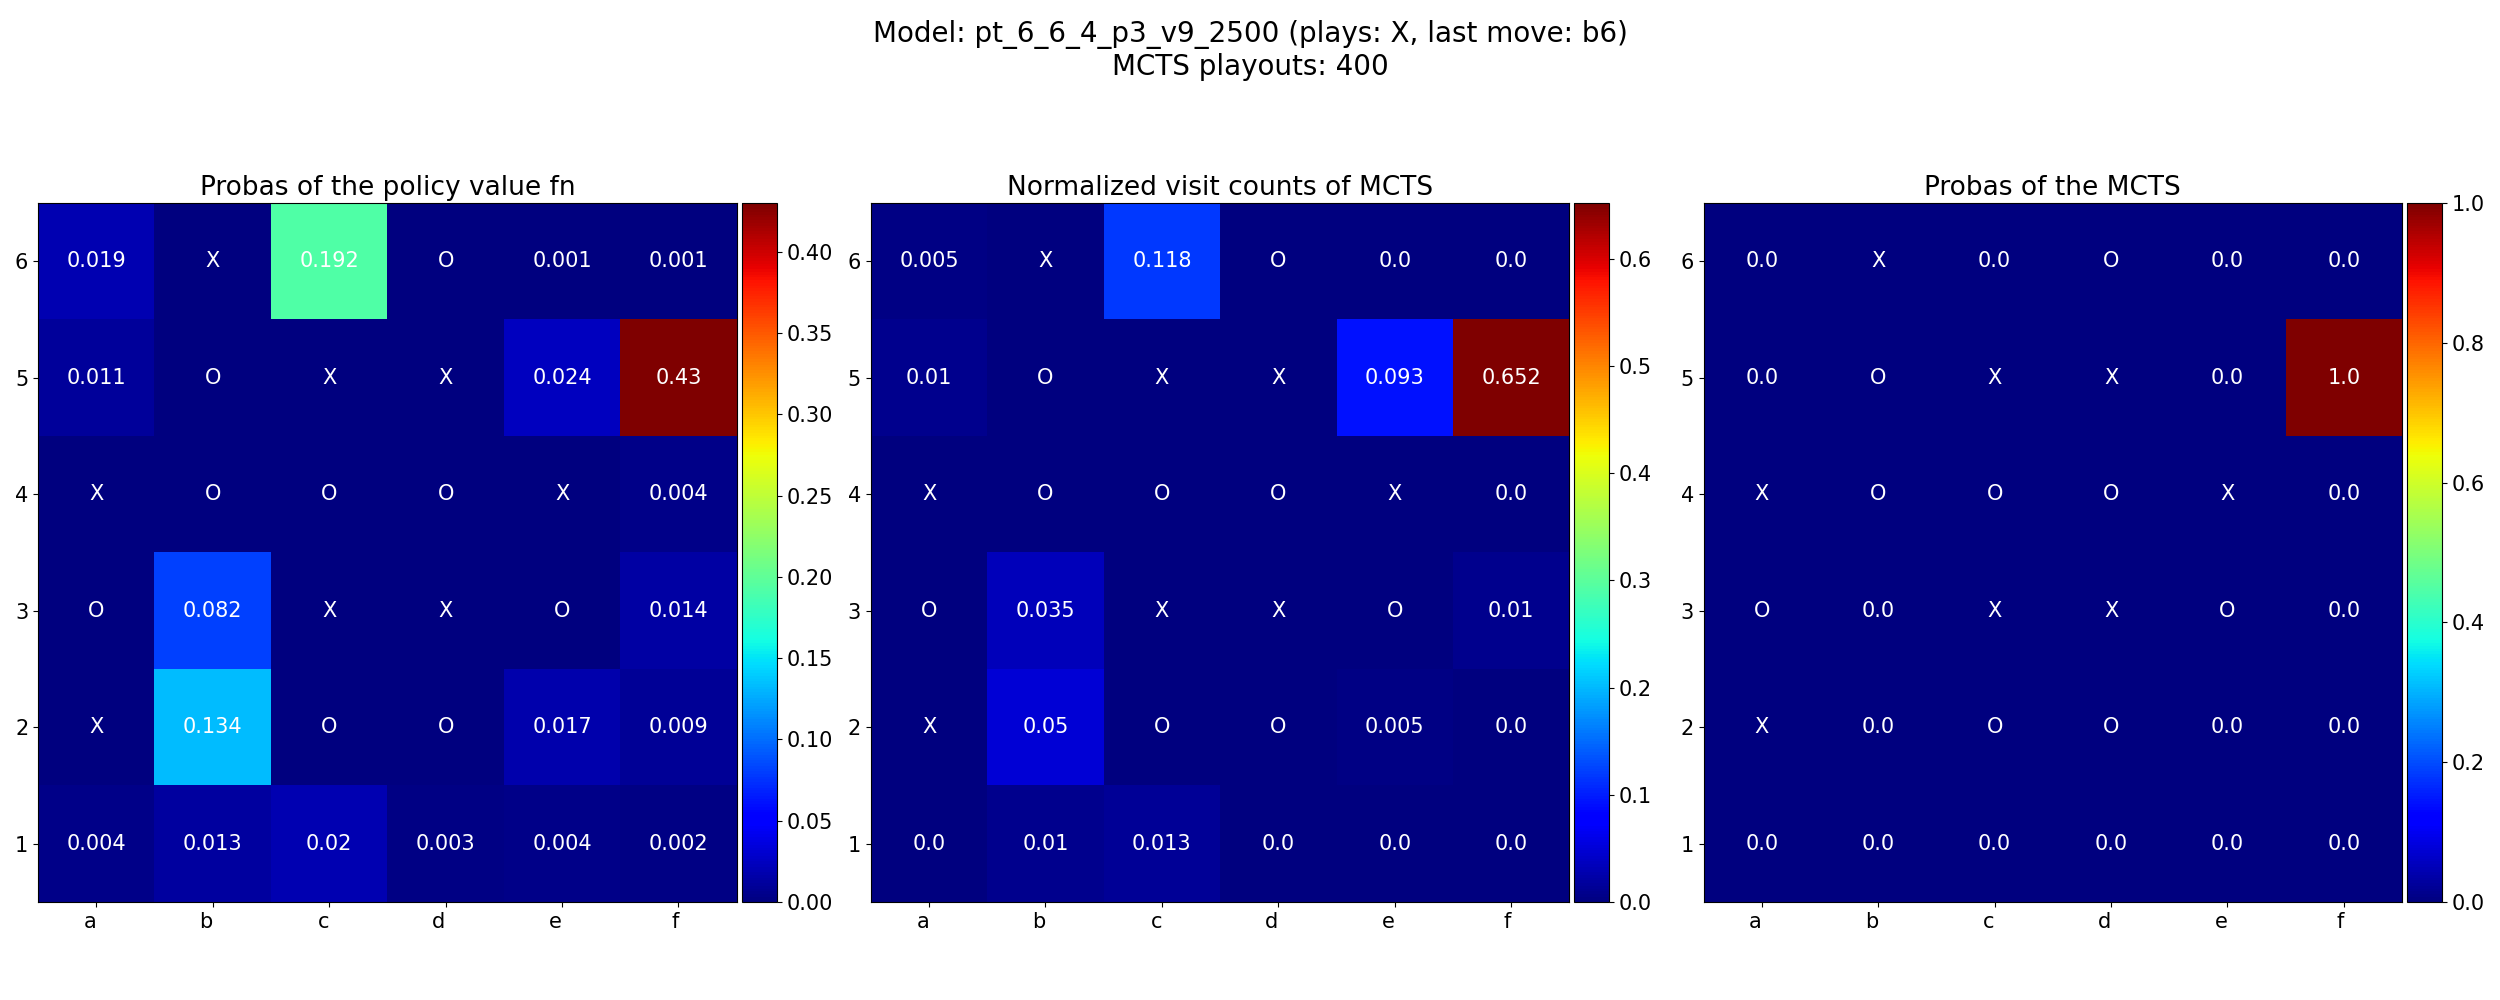 Model: pt_6_6_4_p3_v9_2500 (plays: X, last move: b6)
MCTS playouts: 400
Probas of the policy value fn
6 0.019 X 0.192 O 0.001 0.001
5 0.011 O X X 0.024 0.43
4 X O O O X 0.004
3 O 0.082 X X O 0.014
2 X 0.134 O O 0.017 0.009
1 0.004 0.013 0.02 0.003 0.004 0.002
a b c d e f
0.40
0.35
0.30
0.25
0.20
0.15
0.10
0.05
0.00
Normalized visit counts of MCTS
6 0.005 X 0.118 O 0.0 0.0
5 0.01 O X X 0.093 0.652
4 X O O O X 0.0
3 O 0.035 X X O 0.01
2 X 0.05 O O 0.005 0.0
1 0.0 0.01 0.013 0.0 0.0 0.0
a b c d e f
0.6
0.5
0.4
0.3
0.2
0.1
0.0
Probas of the MCTS
6 0.0 X 0.0 O 0.0 0.0
5 0.0 O X X 0.0 1.0
4 X O O O X 0.0
3 O 0.0 X X O 0.0
2 X 0.0 O O 0.0 0.0
1 0.0 0.0 0.0 0.0 0.0 0.0
a b c d e f
1.0
0.8
0.6
0.4
0.2
0.0